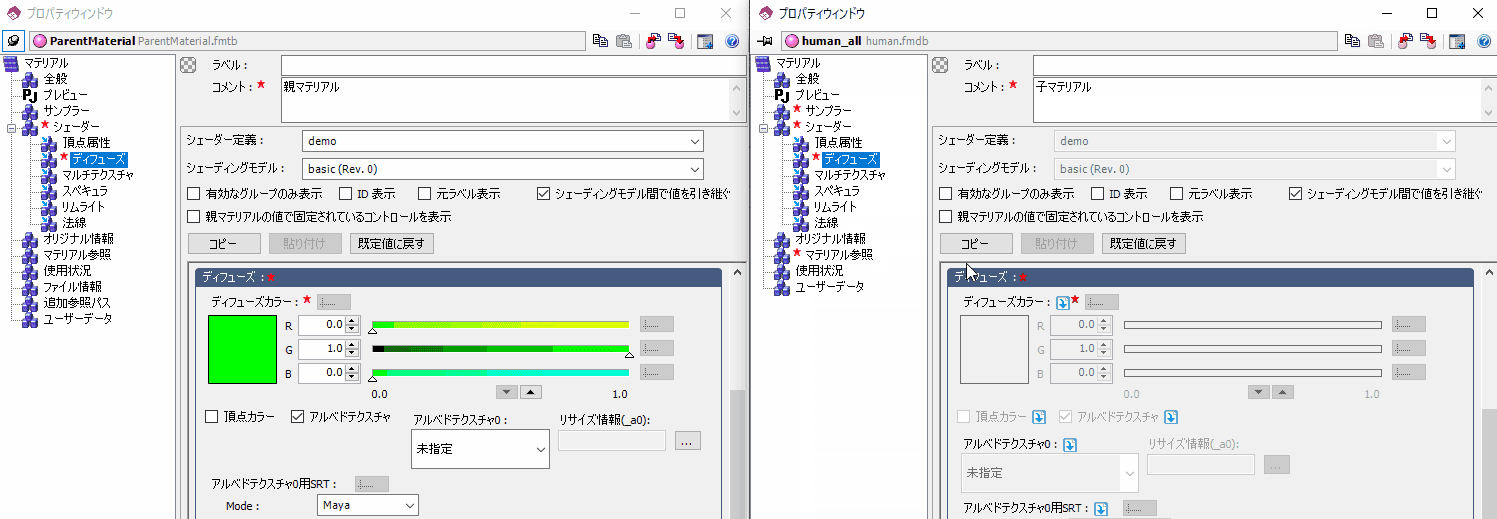 プロパティウィンドウ
ParentMaterial ParentMaterial.fmtb
マテリアル
全般
プレビュー
サンプラー
シェーダー
頂点属性
ディフューズ
マルチテクスチャ
スペキュラ
リムライト
法線
オリジナル情報
マテリアル参照
使用状況
ファイル情報
追加参照パス
ユーザーデータ
ラベル :
コメント : 親マテリアル
シェーダー定義 : demo
シェーディングモデル : basic (Rev. 0)
有効なグループのみ表示 ID 表示 元ラベル表示 シェーディングモデル間で値を引き継ぐ
親マテリアルの値で固定されているコントロールを表示
コピー 貼り付け 既定値に戻す
ディフューズ :
ディフューズカラー :
R 0.0
G 1.0
B 0.0
0.0 1.0
頂点カラー アルベドテクスチャ アルベドテクスチャ0 : リサイズ情報(_a0):
未指定 ...
アルベドテクスチャ0用SRT :
Mode : Maya
プロパティウィンドウ
human_all human.fmdb
マテリアル
全般
プレビュー
サンプラー
シェーダー
頂点属性
ディフューズ
マルチテクスチャ
スペキュラ
リムライト
法線
オリジナル情報
マテリアル参照
使用状況
ユーザーデータ
ラベル :
コメント : 子マテリアル
シェーダー定義 : demo
シェーディングモデル : basic (Rev. 0)
有効なグループのみ表示 ID 表示 元ラベル表示 シェーディングモデル間で値を引き継ぐ
親マテリアルの値で固定されているコントロールを表示
コピー 貼り付け 既定値に戻す
ディフューズ :
ディフューズカラー :
R 0.0
G 1.0
B 0.0
0.0 1.0
頂点カラー アルベドテクスチャ
アルベドテクスチャ0 : リサイズ情報(_a0):
未指定 ...
アルベドテクスチャ0用SRT :